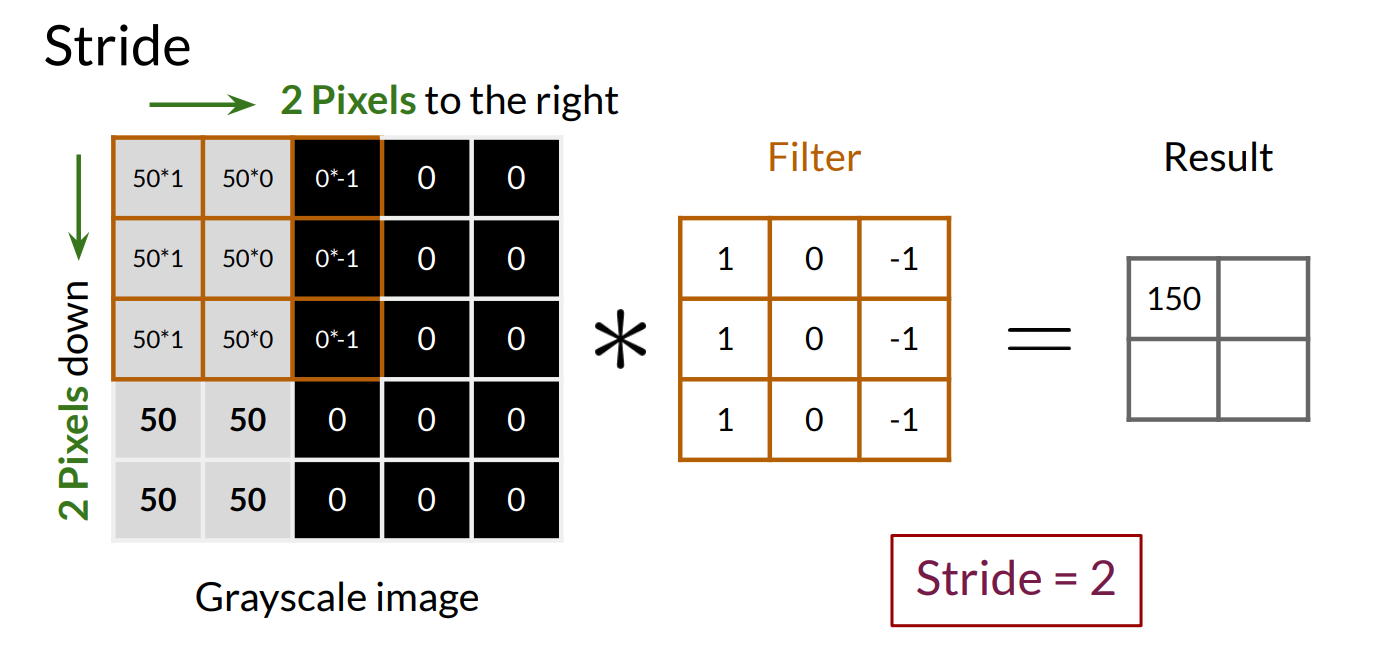 Stride
2 Pixels to the right
2 Pixels down
50*1 50*0 0*-1 0 0
50*1 50*0 0*-1 0 0
50*1 50*0 0*-1 0 0
50 50 0 0 0
50 50 0 0 0
Grayscale image
*
Filter
1 0 -1
1 0 -1
1 0 -1
=
Result
150
Stride = 2